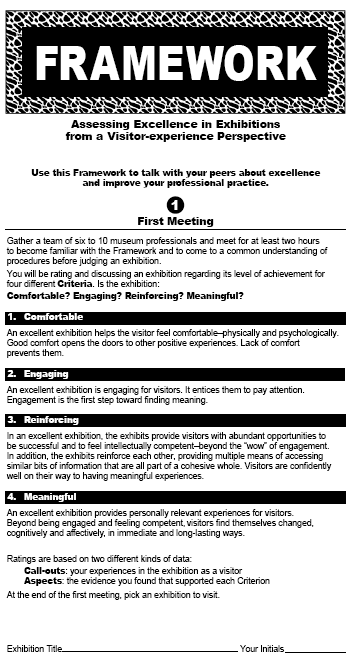 FRAMEWORK
Assessing Excellence in Exhibitions
from a Visitor-experience Perspective
Use this Framework to talk with your peers about excellence
and improve your professional practice.
1
First Meeting
Gather a team of six to 10 museum professionals and meet for at least two hours
to become familiar with the Framework and to come to a common understanding of
procedures before judging an exhibition.
You will be rating and discussing an exhibition regarding its level of achievement for
four different Criteria. Is the exhibition:
Comfortable? Engaging? Reinforcing? Meaningful?
1. Comfortable
An excellent exhibition helps the visitor feel comfortable–physically and psychologically.
Good comfort opens the doors to other positive experiences. Lack of comfort
prevents them.
2. Engaging
An excellent exhibition is engaging for visitors. It entices them to pay attention.
Engagement is the first step toward finding meaning.
3. Reinforcing
In an excellent exhibition, the exhibits provide visitors with abundant opportunities to
be successful and to feel intellectually competent–beyond the “wow” of engagement.
In addition, the exhibits reinforce each other, providing multiple means of accessing
similar bits of information that are all part of a cohesive whole. Visitors are confidently
well on their way to having meaningful experiences.
4. Meaningful
An excellent exhibition provides personally relevant experiences for visitors.
Beyond being engaged and feeling competent, visitors find themselves changed,
cognitively and affectively, in immediate and long-lasting ways.
Ratings are based on two different kinds of data:
Call-outs: your experiences in the exhibition as a visitor
Aspects: the evidence you found that supported each Criterion
At the end of the first meeting, pick an exhibition to visit.
Exhibition Title Your Initials